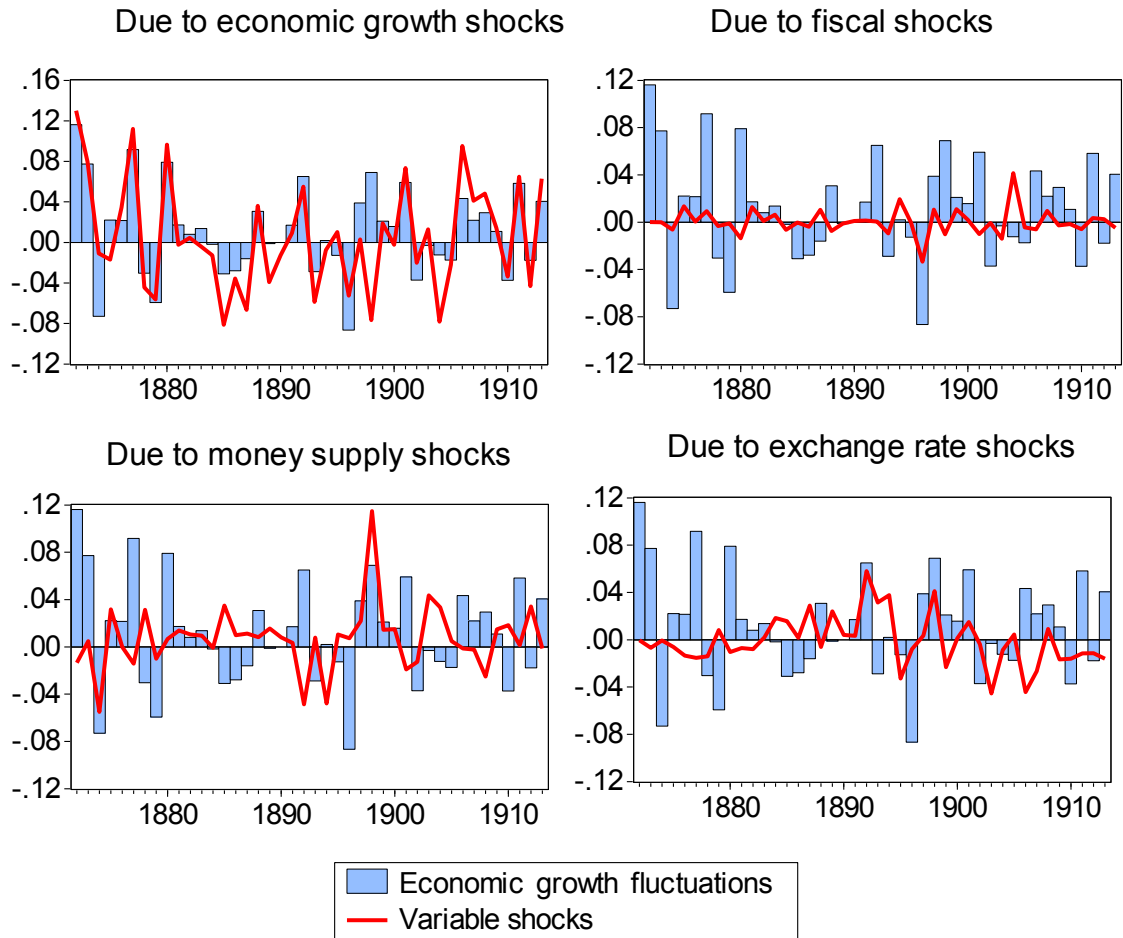 Due to economic growth shocks
.16
.12
.08
.04
.00
-.04
-.08
-.12
1880 1890 1900 1910
Due to fiscal shocks
.12
.08
.04
.00
-.04
-.08
-.12
1880 1890 1900 1910
Due to money supply shocks
.12
.08
.04
.00
-.04
-.08
-.12
1880 1890 1900 1910
Due to exchange rate shocks
.12
.08
.04
.00
-.04
-.08
-.12
1880 1890 1900 1910
Economic growth fluctuations
Variable shocks